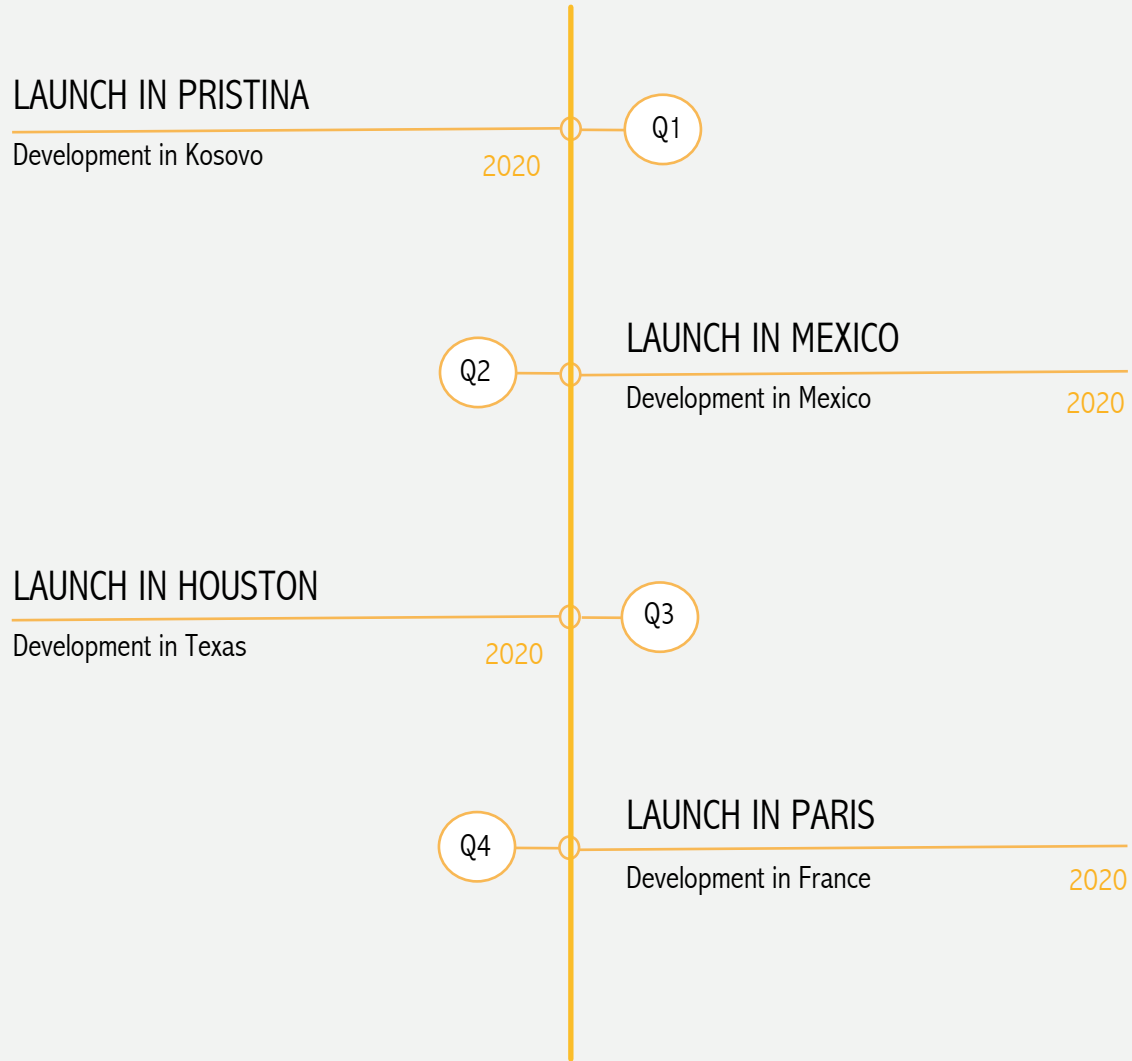 LAUNCH IN PRISTINA
Q1
Development in Kosovo
2020
LAUNCH IN MEXICO
Q2
Development in Mexico
2020
LAUNCH IN HOUSTON
Q3
Development in Texas
2020
LAUNCH IN PARIS
Q4
Development in France
2020